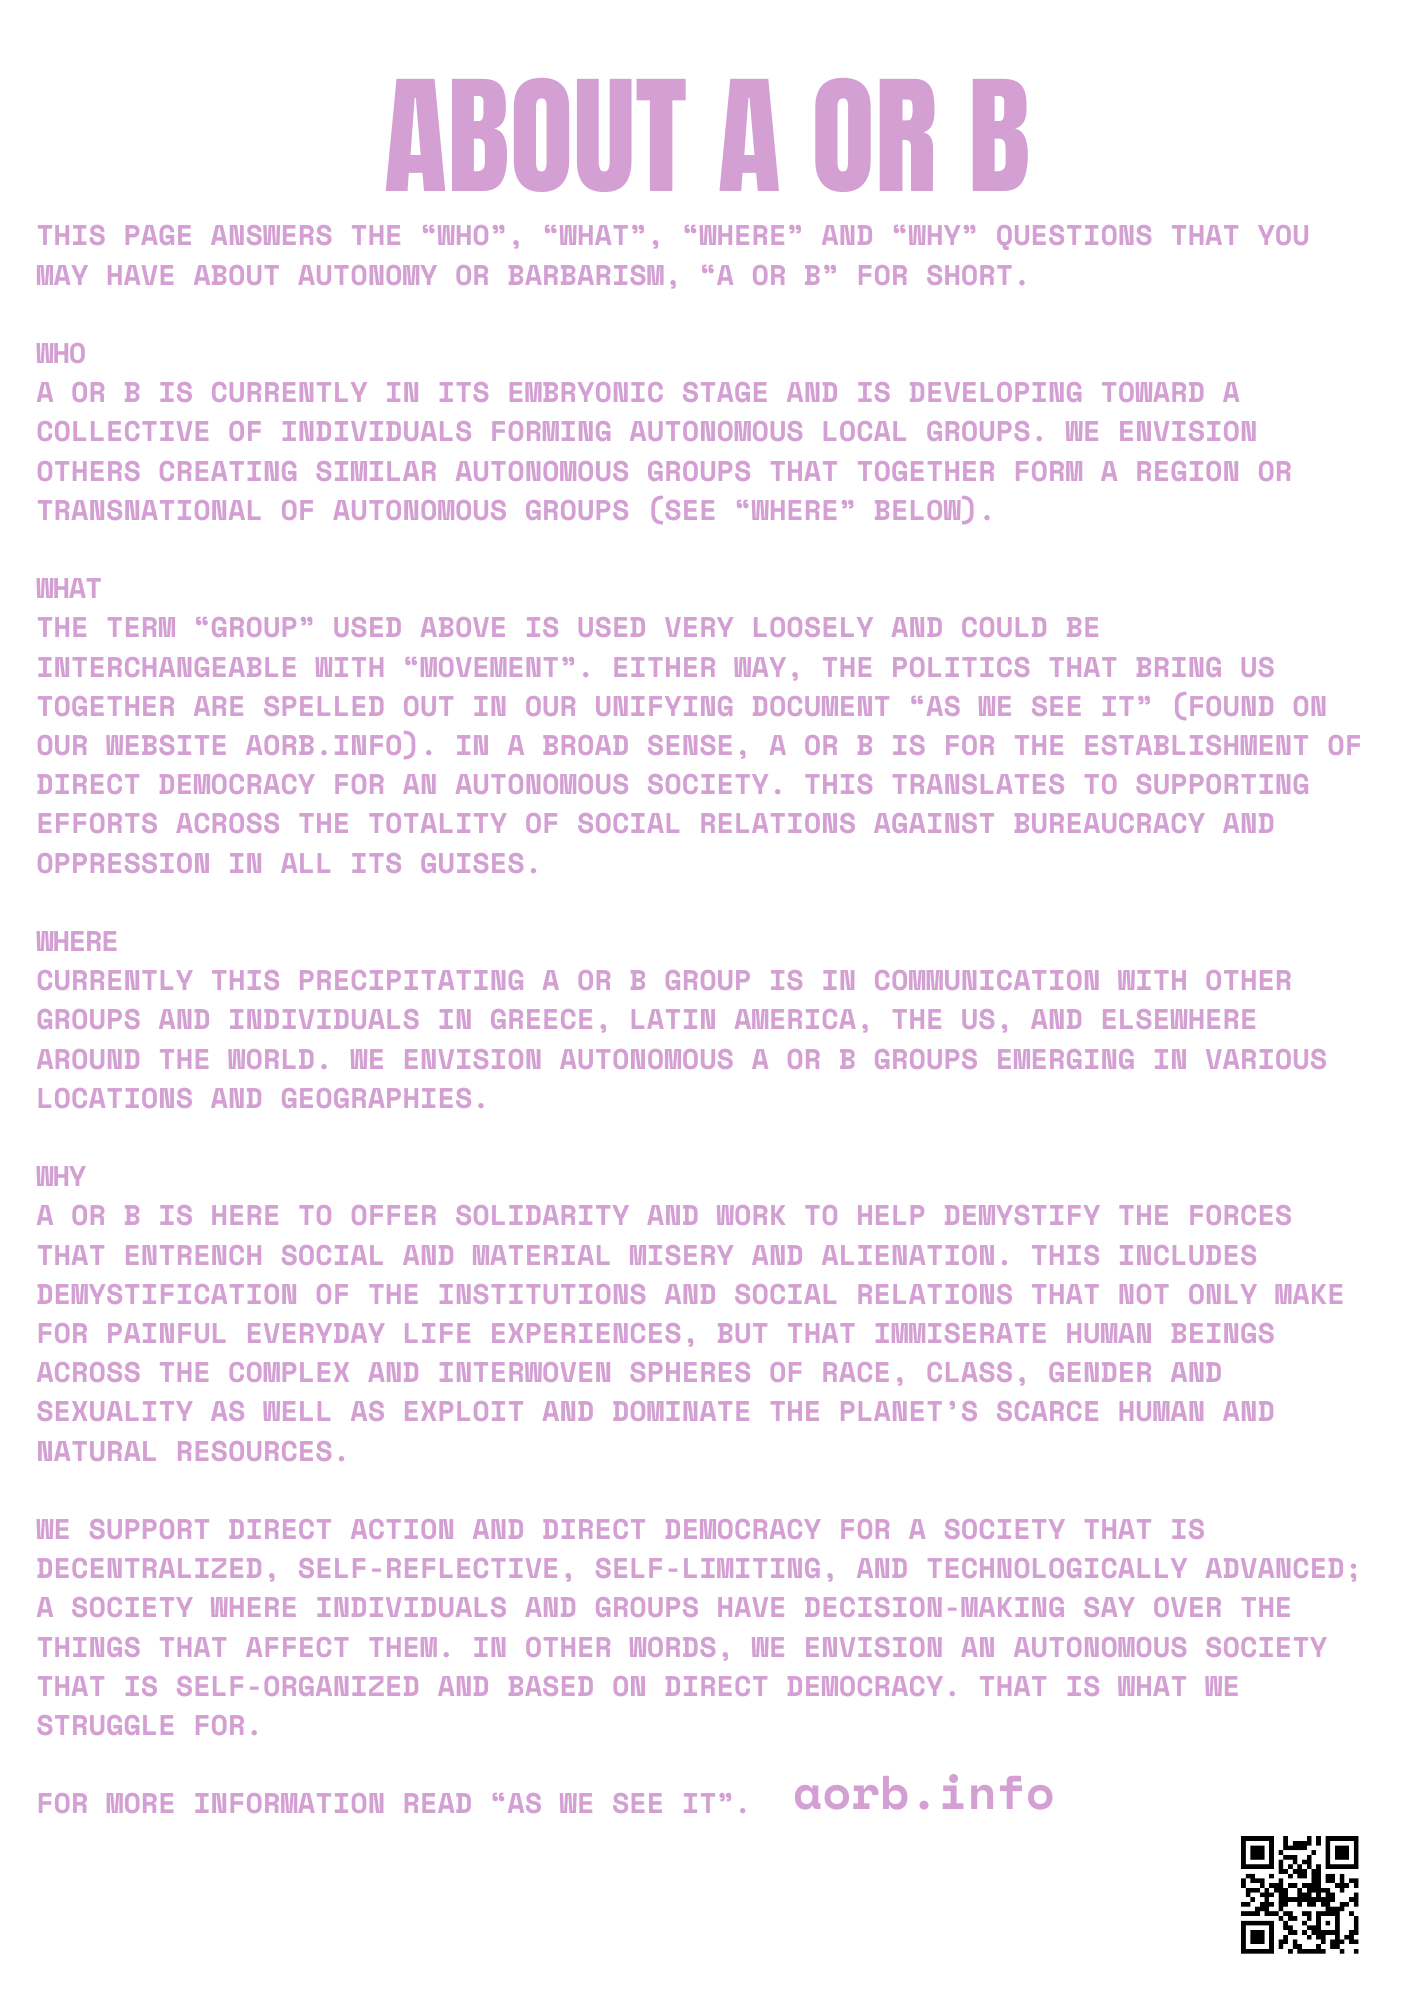 ABOUT A OR B
THIS PAGE ANSWERS THE “WHO”, “WHAT”, “WHERE” AND “WHY” QUESTIONS THAT YOU
MAY HAVE ABOUT AUTONOMY OR BARBARISM, “A OR B” FOR SHORT.
WHO
A OR B IS CURRENTLY IN ITS EMBRYONIC STAGE AND IS DEVELOPING TOWARD A
COLLECTIVE OF INDIVIDUALS FORMING AUTONOMOUS LOCAL GROUPS. WE ENVISION
OTHERS CREATING SIMILAR AUTONOMOUS GROUPS THAT TOGETHER FORM A REGION OR
TRANSNATIONAL OF AUTONOMOUS GROUPS (SEE “WHERE” BELOW).
WHAT
THE TERM “GROUP” USED ABOVE IS USED VERY LOOSELY AND COULD BE
INTERCHANGEABLE WITH “MOVEMENT”. EITHER WAY, THE POLITICS THAT BRING US
TOGETHER ARE SPELLED OUT IN OUR UNIFYING DOCUMENT “AS WE SEE IT” (FOUND ON
OUR WEBSITE AORB.INFO). IN A BROAD SENSE, A OR B IS FOR THE ESTABLISHMENT OF
DIRECT DEMOCRACY FOR AN AUTONOMOUS SOCIETY. THIS TRANSLATES TO SUPPORTING
EFFORTS ACROSS THE TOTALITY OF SOCIAL RELATIONS AGAINST BUREAUCRACY AND
OPPRESSION IN ALL ITS GUISES.
WHERE
CURRENTLY THIS PRECIPITATING A OR B GROUP IS IN COMMUNICATION WITH OTHER
GROUPS AND INDIVIDUALS IN GREECE, LATIN AMERICA, THE US, AND ELSEWHERE
AROUND THE WORLD. WE ENVISION AUTONOMOUS A OR B GROUPS EMERGING IN VARIOUS
LOCATIONS AND GEOGRAPHIES.
WHY
A OR B IS HERE TO OFFER SOLIDARITY AND WORK TO HELP DEMYSTIFY THE FORCES
THAT ENTRENCH SOCIAL AND MATERIAL MISERY AND ALIENATION. THIS INCLUDES
DEMYSTIFICATION OF THE INSTITUTIONS AND SOCIAL RELATIONS THAT NOT ONLY MAKE
FOR PAINFUL EVERYDAY LIFE EXPERIENCES, BUT THAT IMMISERATE HUMAN BEINGS
ACROSS THE COMPLEX AND INTERWOVEN SPHERES OF RACE, CLASS, GENDER AND
SEXUALITY AS WELL AS EXPLOIT AND DOMINATE THE PLANET’S SCARCE HUMAN AND
NATURAL RESOURCES.
WE SUPPORT DIRECT ACTION AND DIRECT DEMOCRACY FOR A SOCIETY THAT IS
DECENTRALIZED, SELF-REFLECTIVE, SELF-LIMITING, AND TECHNOLOGICALLY ADVANCED;
A SOCIETY WHERE INDIVIDUALS AND GROUPS HAVE DECISION-MAKING SAY OVER THE
THINGS THAT AFFECT THEM. IN OTHER WORDS, WE ENVISION AN AUTONOMOUS SOCIETY
THAT IS SELF-ORGANIZED AND BASED ON DIRECT DEMOCRACY. THAT IS WHAT WE
STRUGGLE FOR.
FOR MORE INFORMATION READ “AS WE SEE IT”. aorb.info